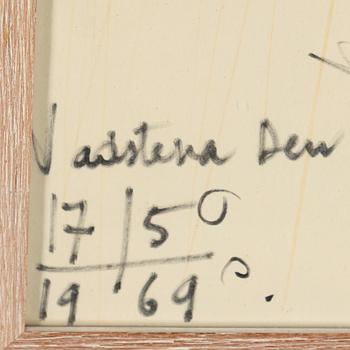 Vadstena Den
17 | 5
19 69